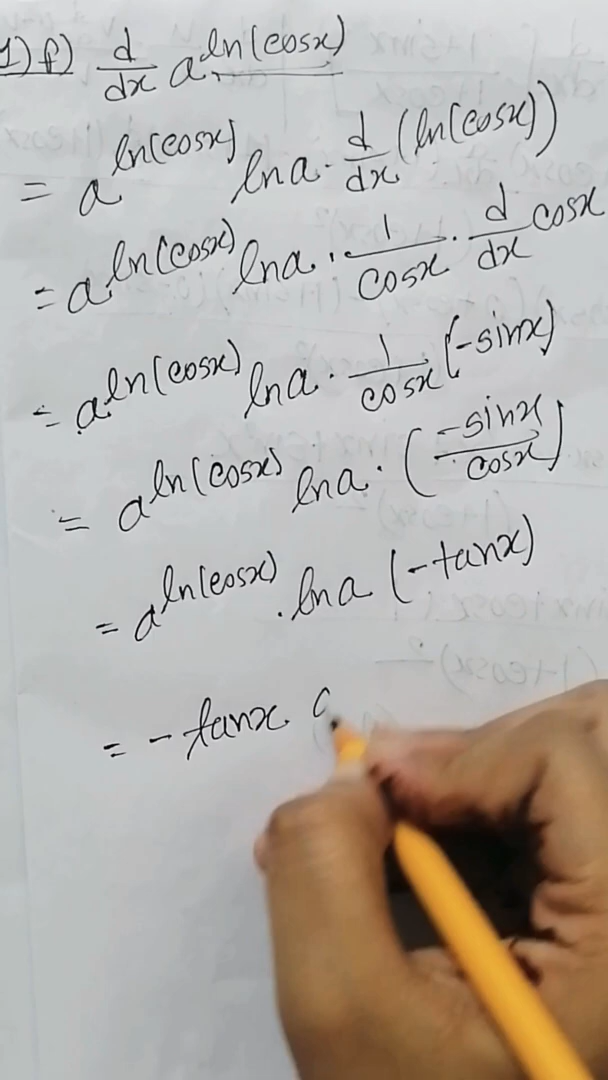 1) f) d/dx a^ln(cosx)
= a^ln(cosx) lna · d/dx (ln(cosx))
= a^ln(cosx) lna · 1/cosx · d/dx cosx
= a^ln(cosx) lna · 1/cosx (-sinx)
= a^ln(cosx) lna · (-sinx/cosx)
= a^ln(cosx) · lna (-tanx)
= -tanx. a